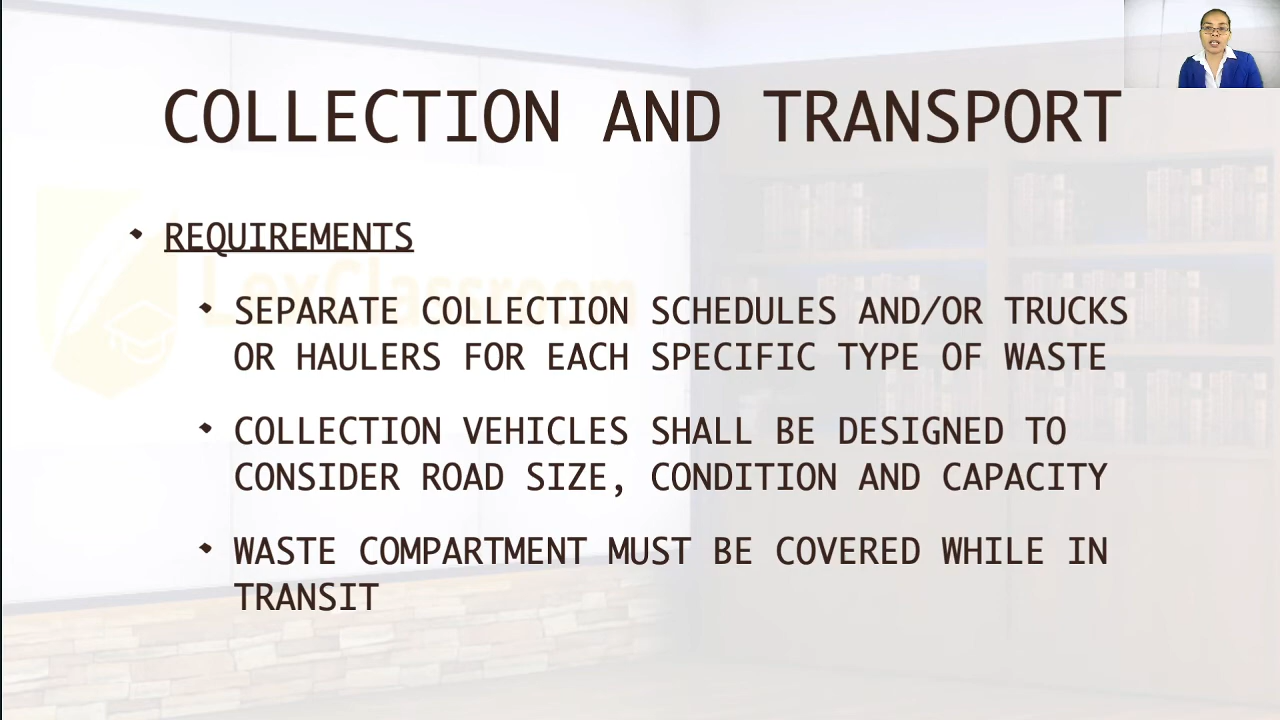 COLLECTION AND TRANSPORT
• REQUIREMENTS
• SEPARATE COLLECTION SCHEDULES AND/OR TRUCKS
OR HAULERS FOR EACH SPECIFIC TYPE OF WASTE
• COLLECTION VEHICLES SHALL BE DESIGNED TO
CONSIDER ROAD SIZE, CONDITION AND CAPACITY
• WASTE COMPARTMENT MUST BE COVERED WHILE IN
TRANSIT
LexClassroom